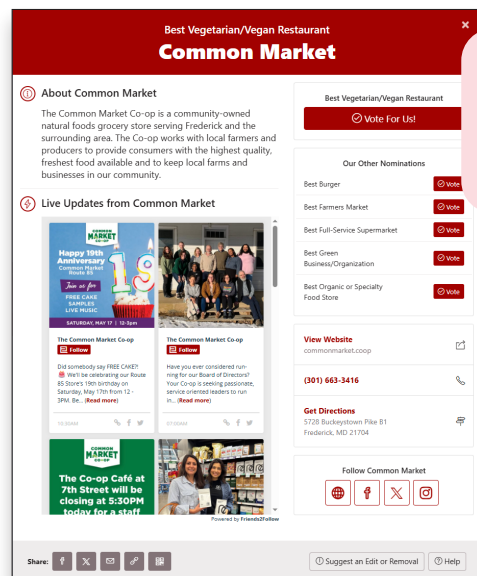 Best Vegetarian/Vegan Restaurant
×
Common Market
About Common Market
The Common Market Co-op is a community-owned
natural foods grocery store serving Frederick and the
surrounding area. The Co-op works with local farmers and
producers to provide consumers with the highest quality,
freshest food available and to keep local farms and
businesses in our community.
Live Updates from Common Market
COMMON
MARKET
CO-OP
Happy 19th
Anniversary
Common Market
Route 85
Join us for
FREE CAKE
SAMPLES
LIVE MUSIC
SATURDAY, MAY 17 | 12-3pm
19
The Common Market Co-op
Follow
Did somebody say FREE CAKE?!
We'll be celebrating our Route
85 Store's 19th birthday on
Saturday, May 17th from 12 -
3PM. Be... (Read more)
10:30AM
The Common Market Co-op
Follow
Have you ever considered run-
ning for our Board of Directors?
Your Co-op is seeking passionate,
service oriented leaders to run
in... (Read more)
07:56AM
COMMON
MARKET
CO-OP
The Co-op Café at
7th Street will be
closing at 5:30PM
today for a staff
Powered by Friends2Follow
Best Vegetarian/Vegan Restaurant
Vote For Us!
Our Other Nominations
Best Burger
Vote
Best Farmers Market
Vote
Best Full-Service Supermarket
Vote
Best Green
Business/Organization
Vote
Best Organic or Specialty
Food Store
Vote
View Website
commonmarket.coop
(301) 663-3416
Get Directions
5728 Buckeystown Pike B1
Frederick, MD 21704
Follow Common Market
Share:
Suggest an Edit or Removal
Help